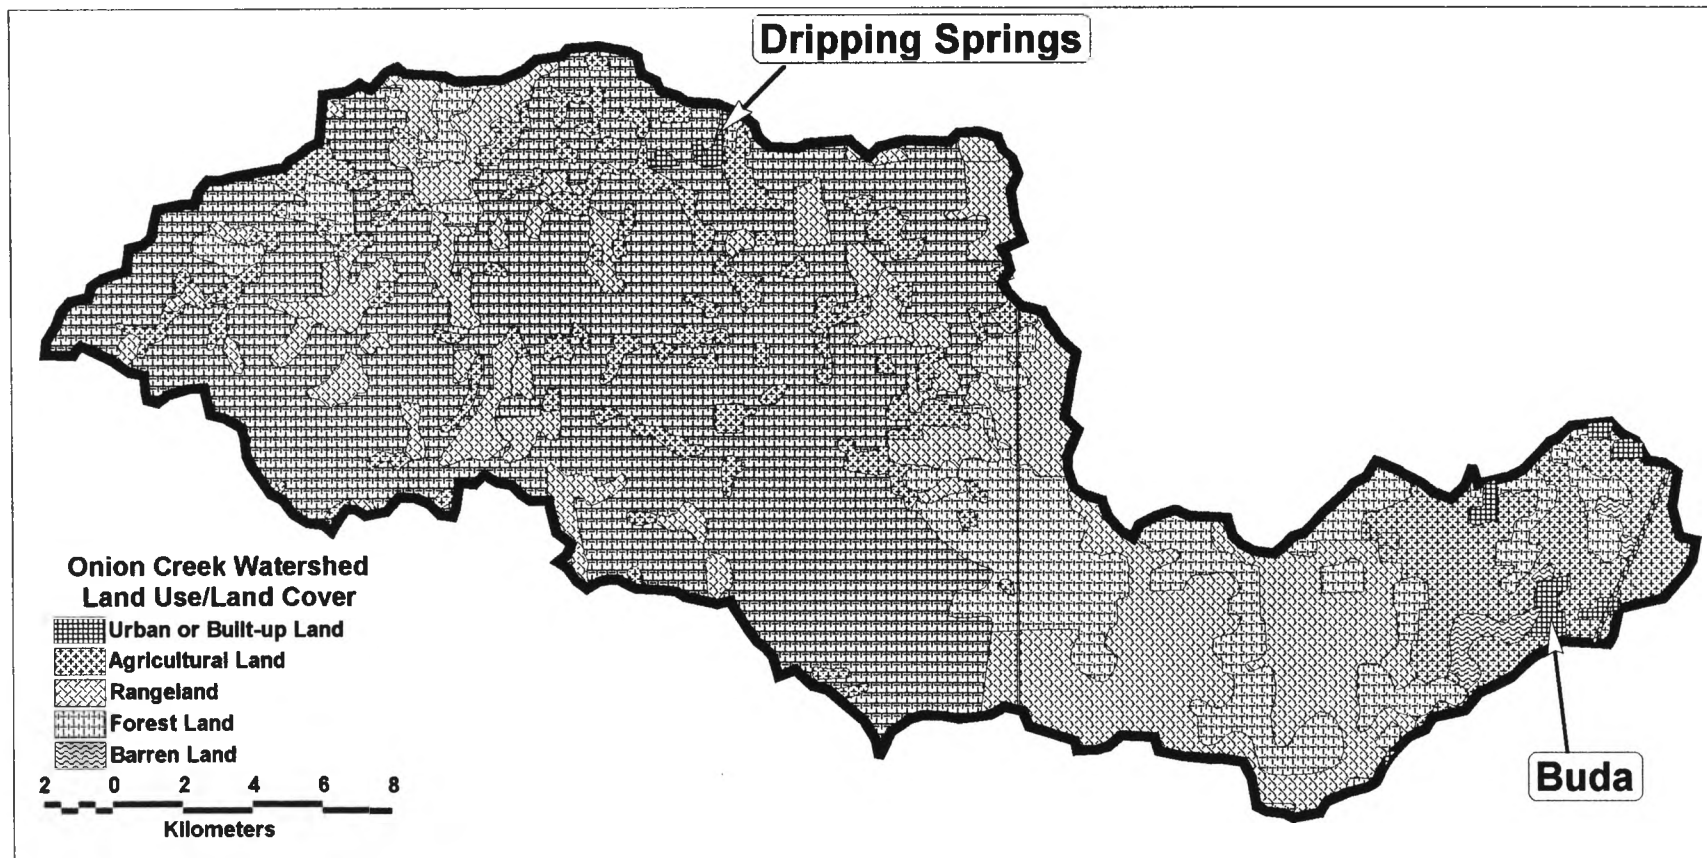 Dripping Springs
Onion Creek Watershed
Land Use/Land Cover
Urban or Built-up Land
Agricultural Land
Rangeland
Forest Land
Barren Land
2 0 2 4 6 8
Kilometers
Buda